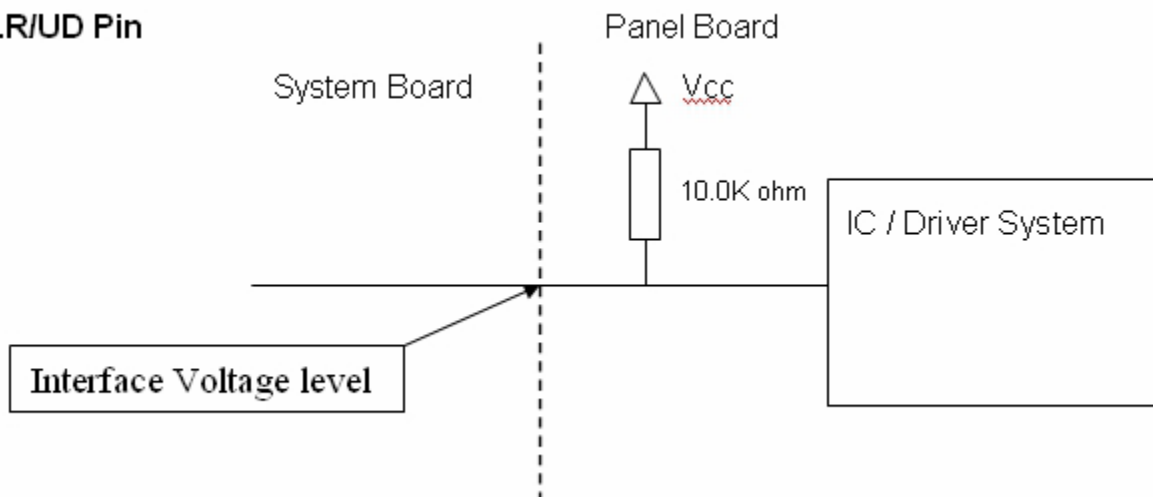 .R/UD Pin
Panel Board
System Board
Vcc
10.0K ohm
IC / Driver System
Interface Voltage level